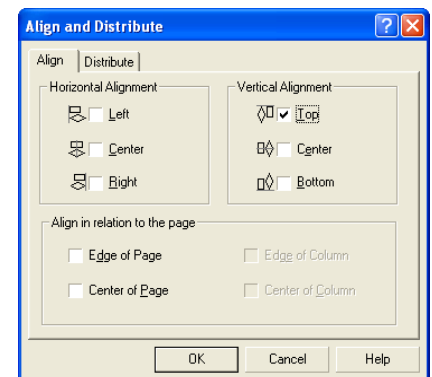 Align and Distribute
Align Distribute
Horizontal Alignment Vertical Alignment
Left Top
Center Center
Right Bottom
Align in relation to the page
Edge of Page Edge of Column
Center of Page Center of Column
OK Cancel Help